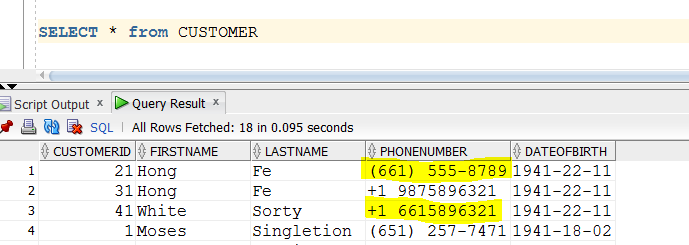 SELECT * from CUSTOMER
Script Output × Query Result ×
SQL | All Rows Fetched: 18 in 0.095 seconds
CUSTOMERID FIRSTNAME LASTNAME PHONENUMBER DATEOFBIRTH
1 21 Hong Fe (661) 555-8789 1941-22-11
2 31 Hong Fe +1 9875896321 1941-22-11
3 41 White Sorty +1 6615896321 1941-22-11
4 1 Moses Singletion (651) 257-7471 1941-18-02